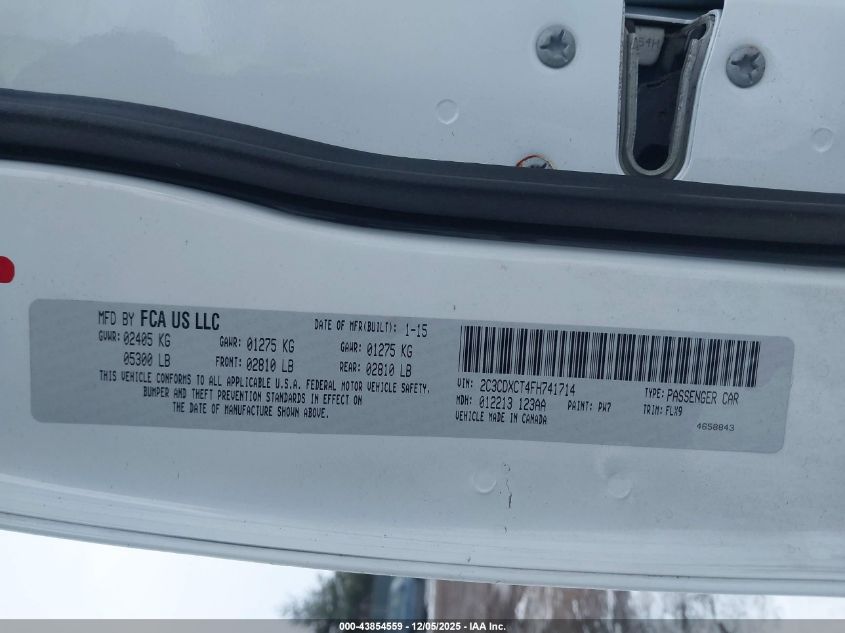 54H
MFD BY FCA US LLC
DATE OF MFR(BUILT): 1-15
GVWR: 02405 KG
GAWR: 01275 KG
GAWR: 01275 KG
05300 LB
FRONT: 02810 LB
REAR: 02810 LB
THIS VEHICLE CONFORMS TO ALL APPLICABLE U.S.A. FEDERAL MOTOR VEHICLE SAFETY,
BUMPER AND THEFT PREVENTION STANDARDS IN EFFECT ON
THE DATE OF MANUFACTURE SHOWN ABOVE.
VIN: 2C3CDXCT4FH741714
TYPE: PASSENGER CAR
MDH: 012213 123AA
PAINT: PW7
TRIM: FLX9
VEHICLE MADE IN CANADA
4658843
000-43854559 - 12/05/2025 - IAA Inc.